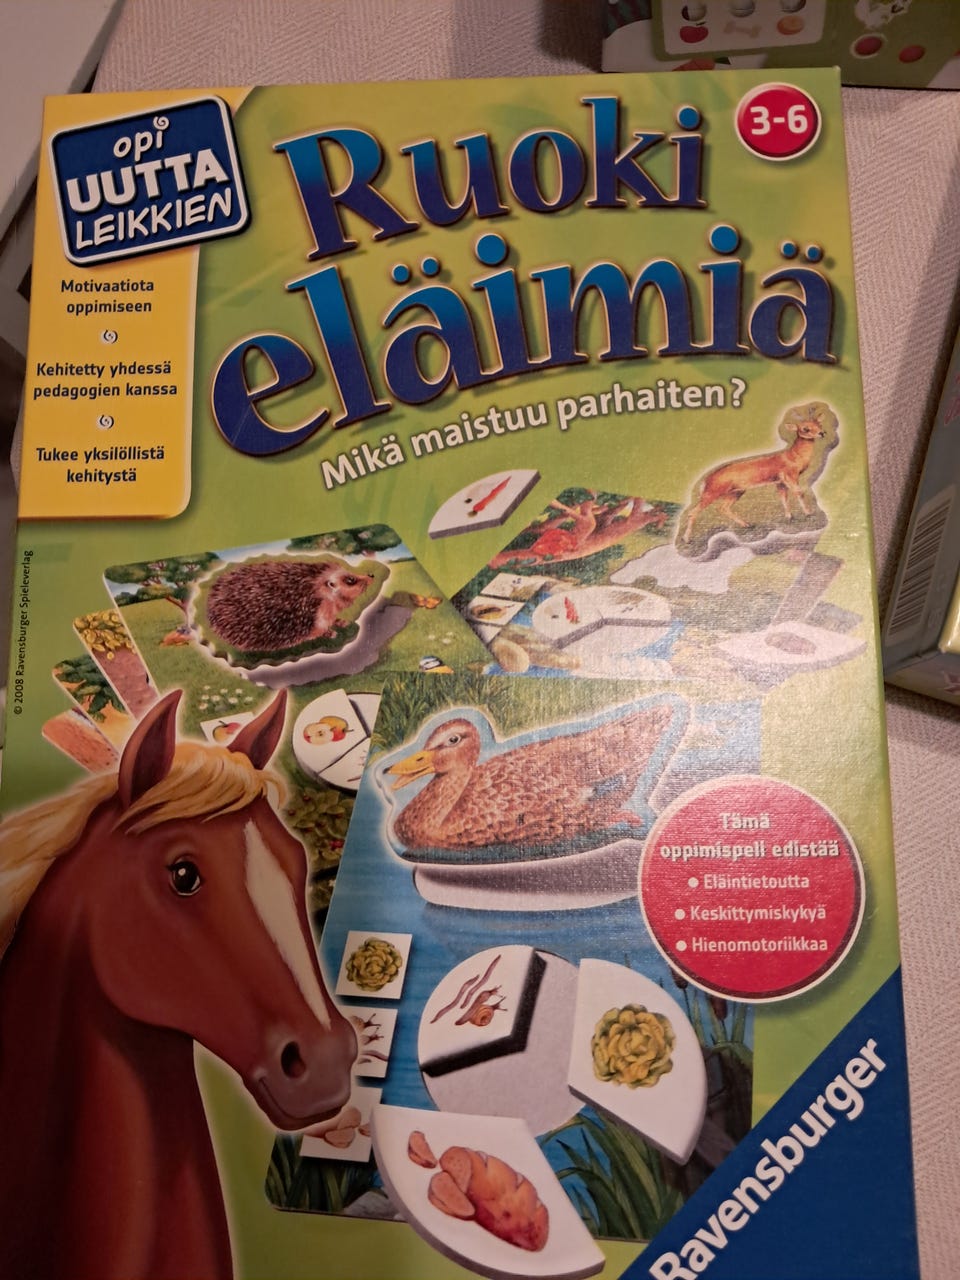 opi
UUTTA
LEIKKIEN
Ruoki
eläimiä
3-6
Mikä maistuu parhaiten?
Motivaatiota
oppimiseen
Kehitetty yhdessä
pedagogien kanssa
Tukee yksilöllistä
kehitystä
© 2008 Ravensburger Spieleverlag
Tämä
oppimispeli edistää
• Eläintietoutta
• Keskittymiskykyä
• Hienomotoriikkaa
Ravensburger